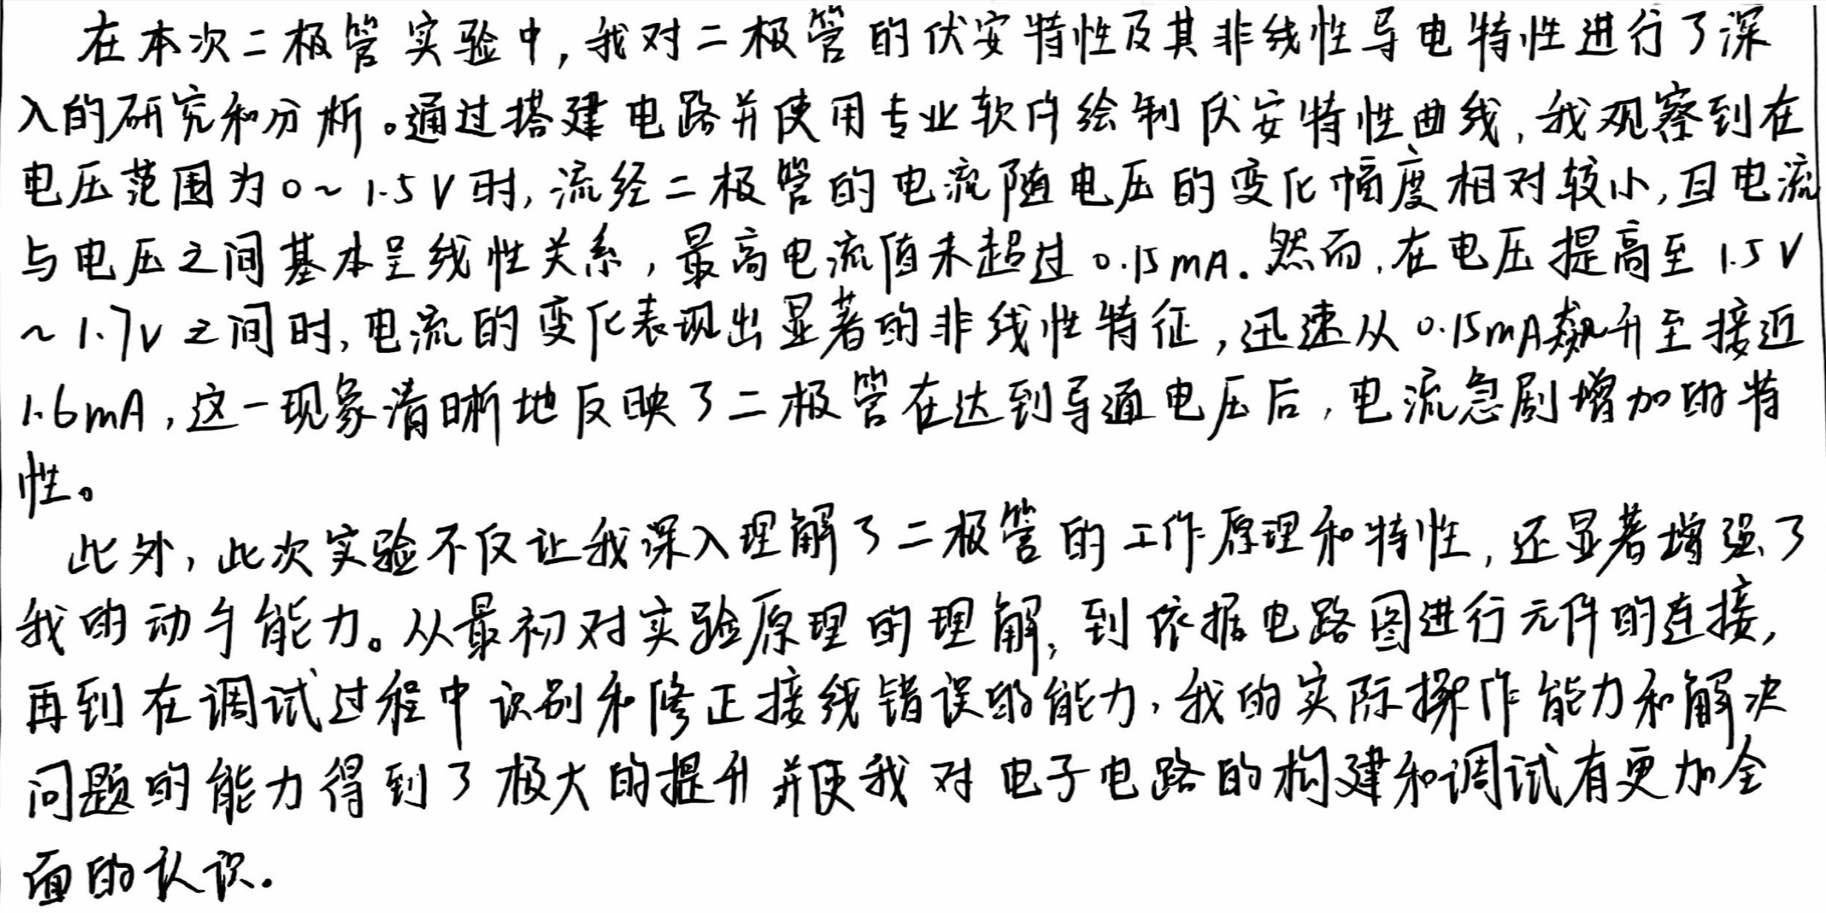 在本次二极管实验中,我对二极管的伏安特性及其非线性导电特性进行了深
入的研究和分析。通过搭建电路并使用专业软件绘制伏安特性曲线,我观察到在
电压范围为0~1.5V时,流经二极管的电流随电压的变化幅度相对较小,且电流
与电压之间基本呈线性关系,最高电流值未超过0.15mA.然而,在电压提高至1.5V
~1.7V之间时,电流的变化表现出显著的非线性特征,迅速从0.15mA飙升至接近
1.6mA,这一现象清晰地反映了二极管在达到导通电压后,电流急剧增加的特
性。
此外,此次实验不仅让我深入理解了二极管的工作原理和特性,还显著增强了
我的动手能力。从最初对实验原理的理解,到依据电路图进行元件的连接,
再到在调试过程中识别和修正接线错误的能力,我的实际操作能力和解决
问题的能力得到了极大的提升并使我对电子电路的构建和调试有更加全
面的认识.